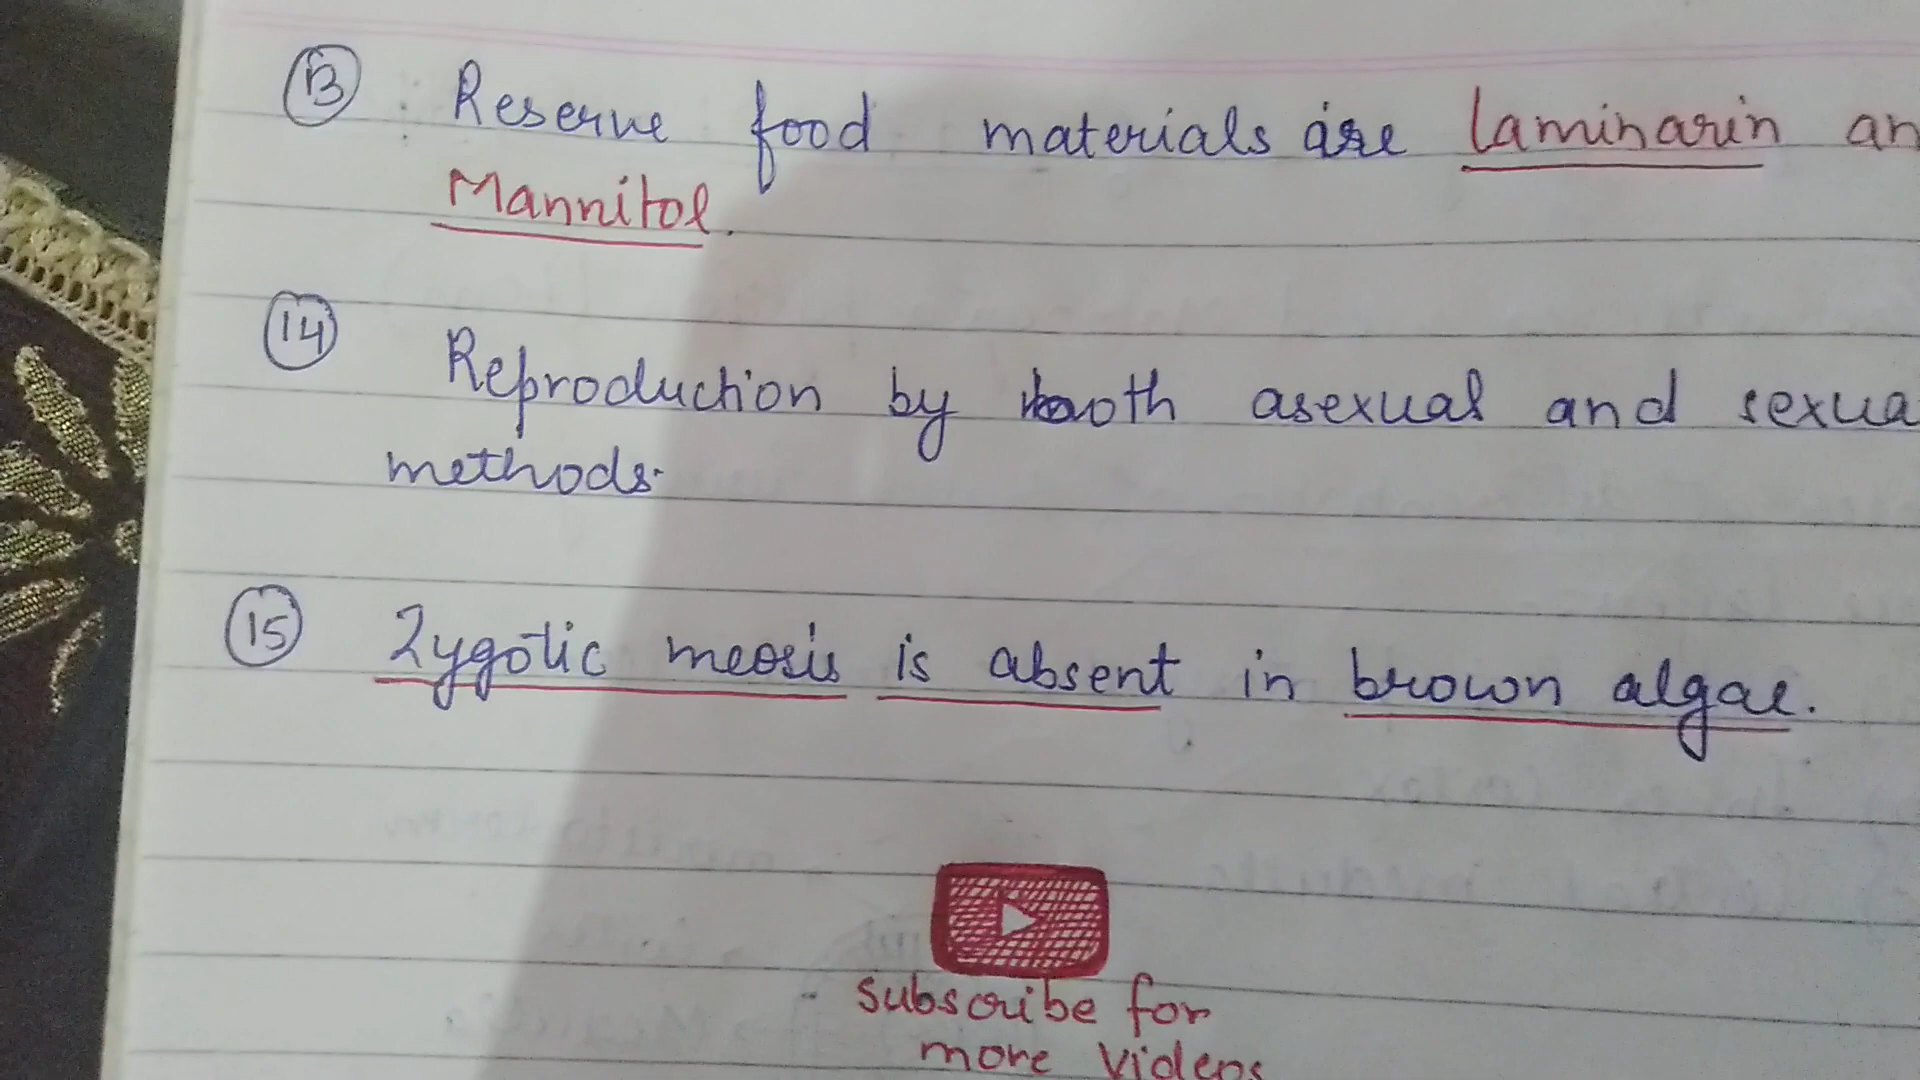 13 Reserve food materials are laminarin an
Mannitol.
14 Reproduction by both asexual and sexua
methods.
15 Zygotic meosis is absent in brown algae.
subscribe for
more videos